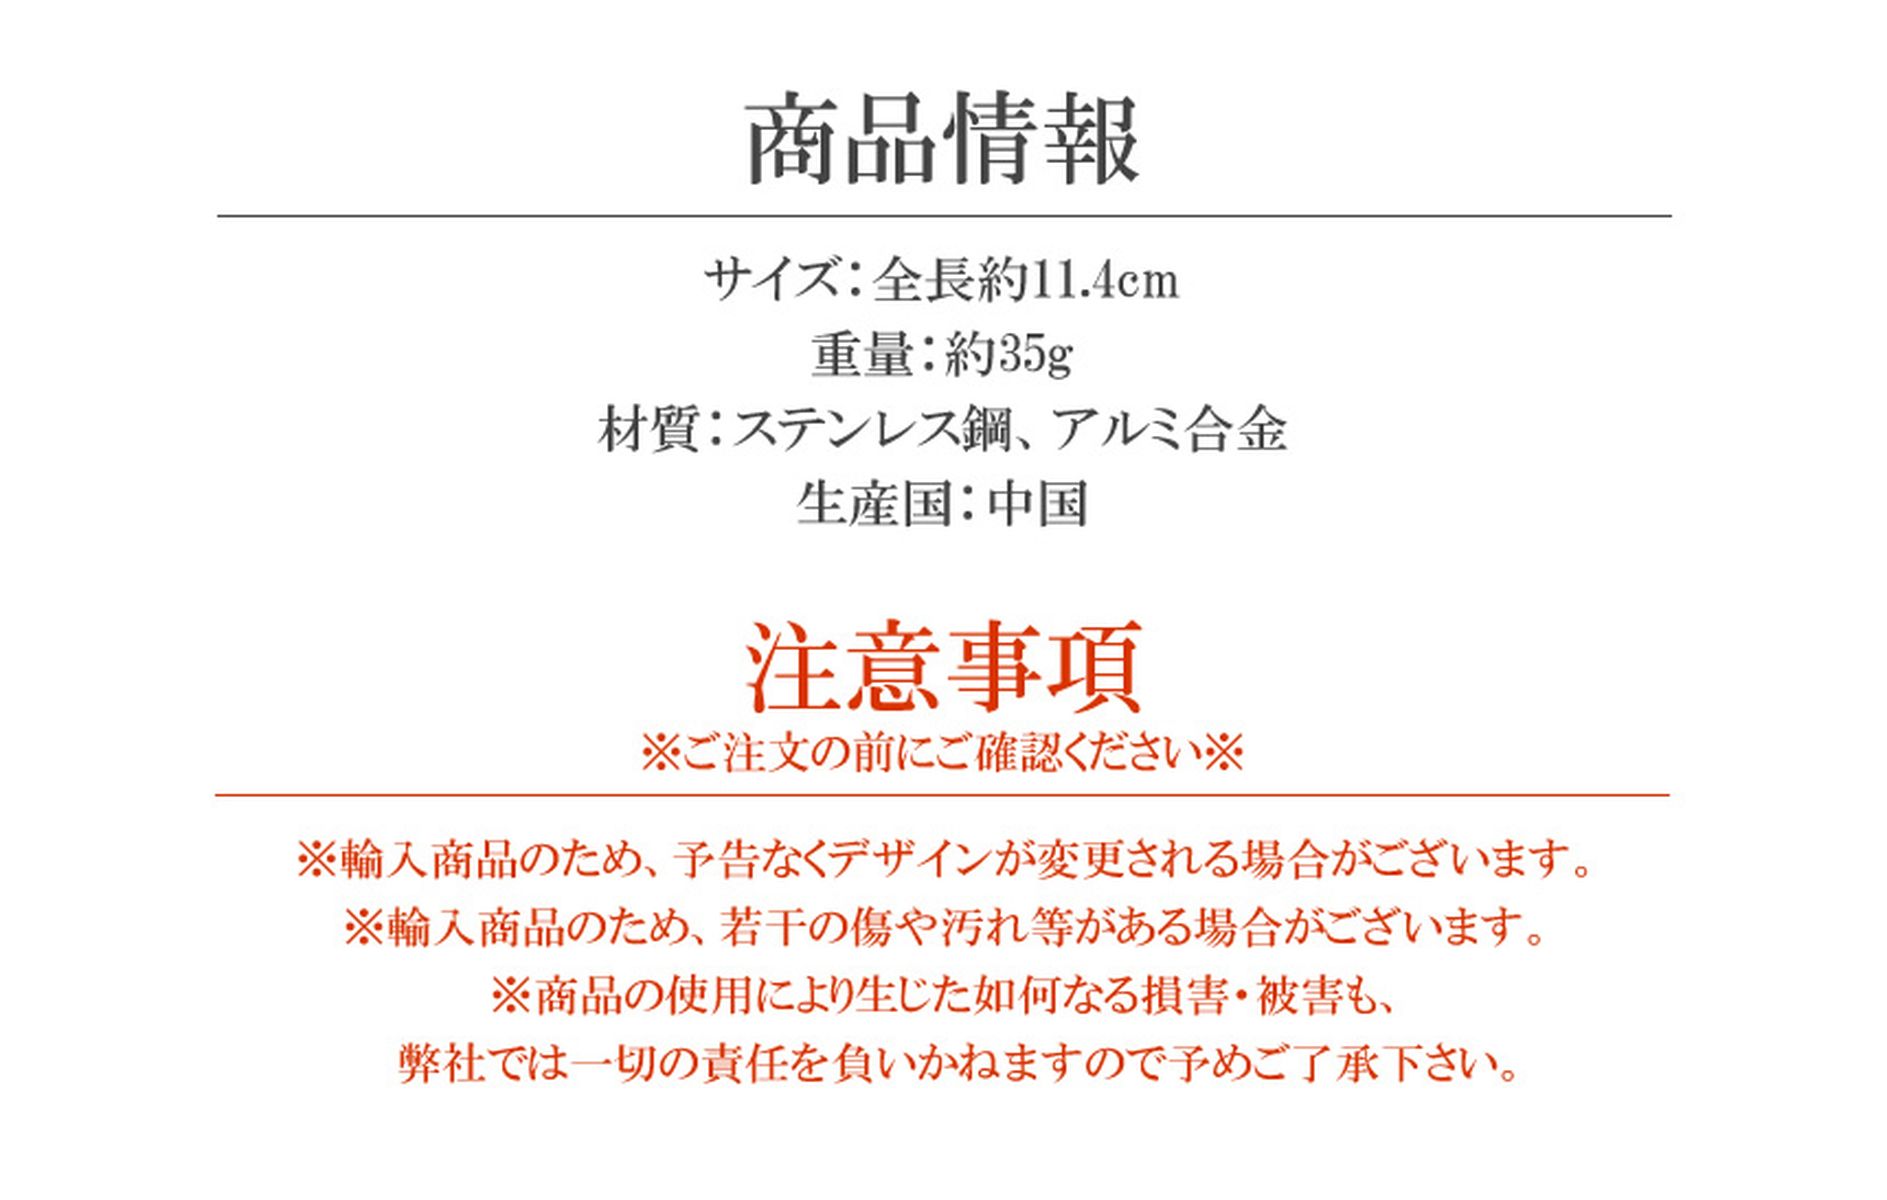 商品情報
サイズ：全長約11.4cm
重量：約35g
材質：ステンレス鋼、アルミ合金
生産国：中国
注意事項
※ご注文の前にご確認ください※
※輸入商品のため、予告なくデザインが変更される場合がございます。
※輸入商品のため、若干の傷や汚れ等がある場合がございます。
※商品の使用により生じた如何なる損害・被害も、
弊社では一切の責任を負いかねますので予めご了承下さい。